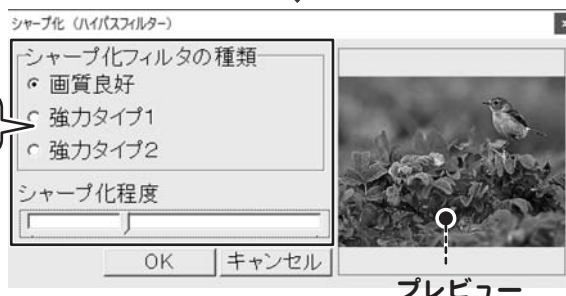 シャープ化（ハイパスフィルター）
シャープ化フィルタの種類
画質良好
強力タイプ1
強力タイプ2
シャープ化程度
OK
キャンセル
プレビュー